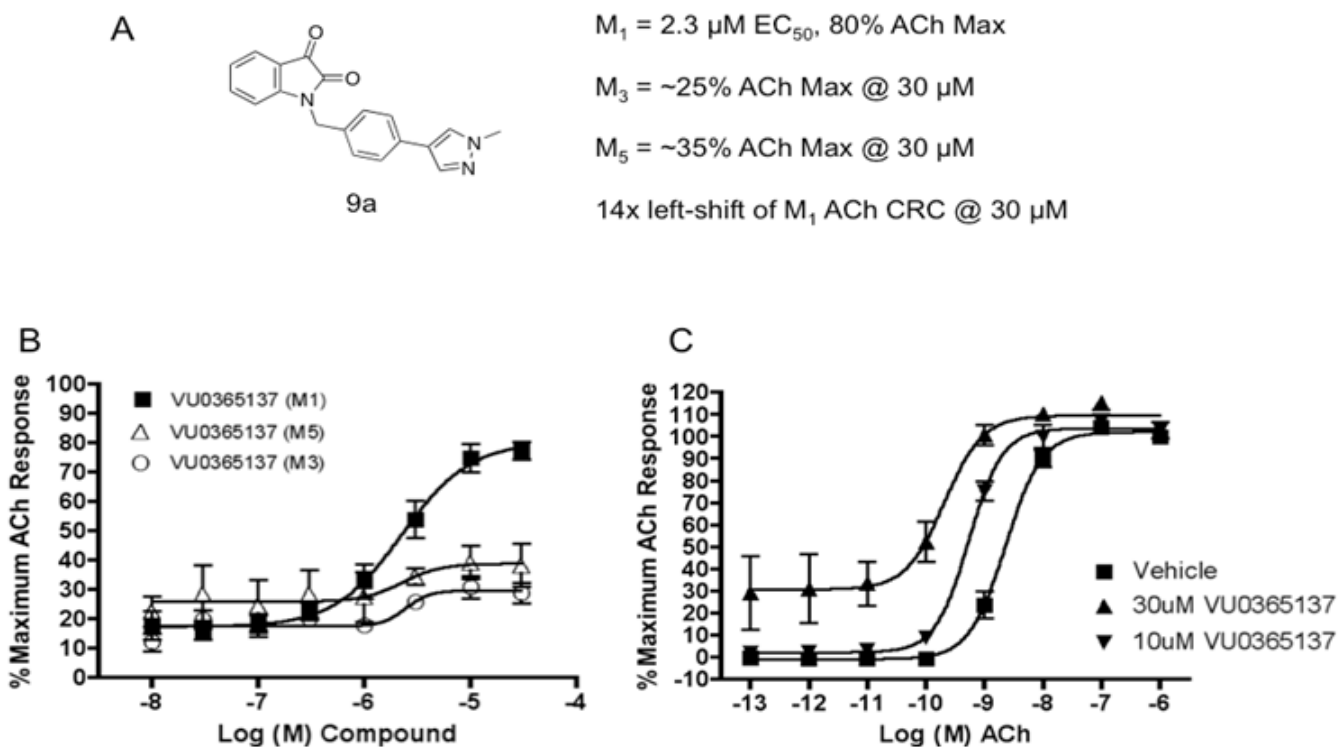 A
O
O
N
N
N
9a
M₁ = 2.3 µM EC₅₀, 80% ACh Max
M₃ = ~25% ACh Max @ 30 µM
M₅ = ~35% ACh Max @ 30 µM
14x left-shift of M₁ ACh CRC @ 30 µM
B
%Maximum ACh Response
100
90
80
70
60
50
40
30
20
10
0
VU0365137 (M1)
VU0365137 (M5)
VU0365137 (M3)
-8 -7 -6 -5 -4
Log (M) Compound
C
%Maximum ACh Response
120
110
100
90
80
70
60
50
40
30
20
10
0
-10
Vehicle
30uM VU0365137
10uM VU0365137
-13 -12 -11 -10 -9 -8 -7 -6
Log (M) ACh